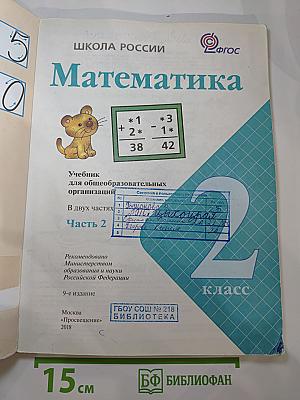 5
0
ШКОЛА РОССИИ
ФГОС
Математика
*1 *3
+ 2* − 1*
38 42
Учебник
для общеобразовательных
организаций
В двух частях
Часть 2
2
класс
Рекомендовано
Министерством
образования и науки
Российской Федерации
9-е издание
Москва
«Просвещение»
2018
ГБОУ СОШ № 218
БИБЛИОТЕКА
15 см
БФ БИБЛИОФАН